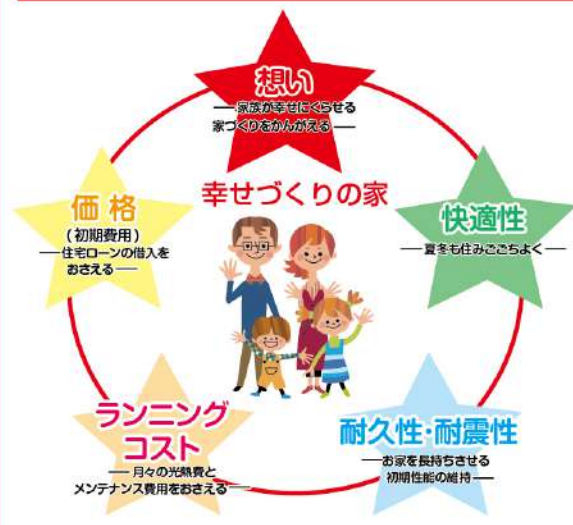 想い
―家族が幸せにくらせる
家づくりをかんがえる―
幸せづくりの家
価格
(初期費用)
―住宅ローンの借入を
おさえる―
快適性
―夏冬も住みごごちよく―
ランニング
コスト
―月々の光熱費と
メンテナンス費用をおさえる―
耐久性・耐震性
―お家を長持ちさせる
初期性能の維持―